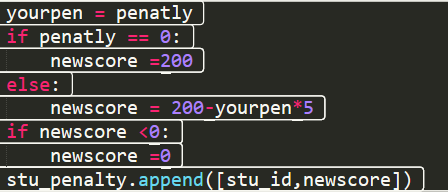 yourpen = penatly
if penatly == 0:
    newscore =200
else:
    newscore = 200-yourpen*5
if newscore <0:
    newscore =0
stu_penalty.append([stu_id,newscore])